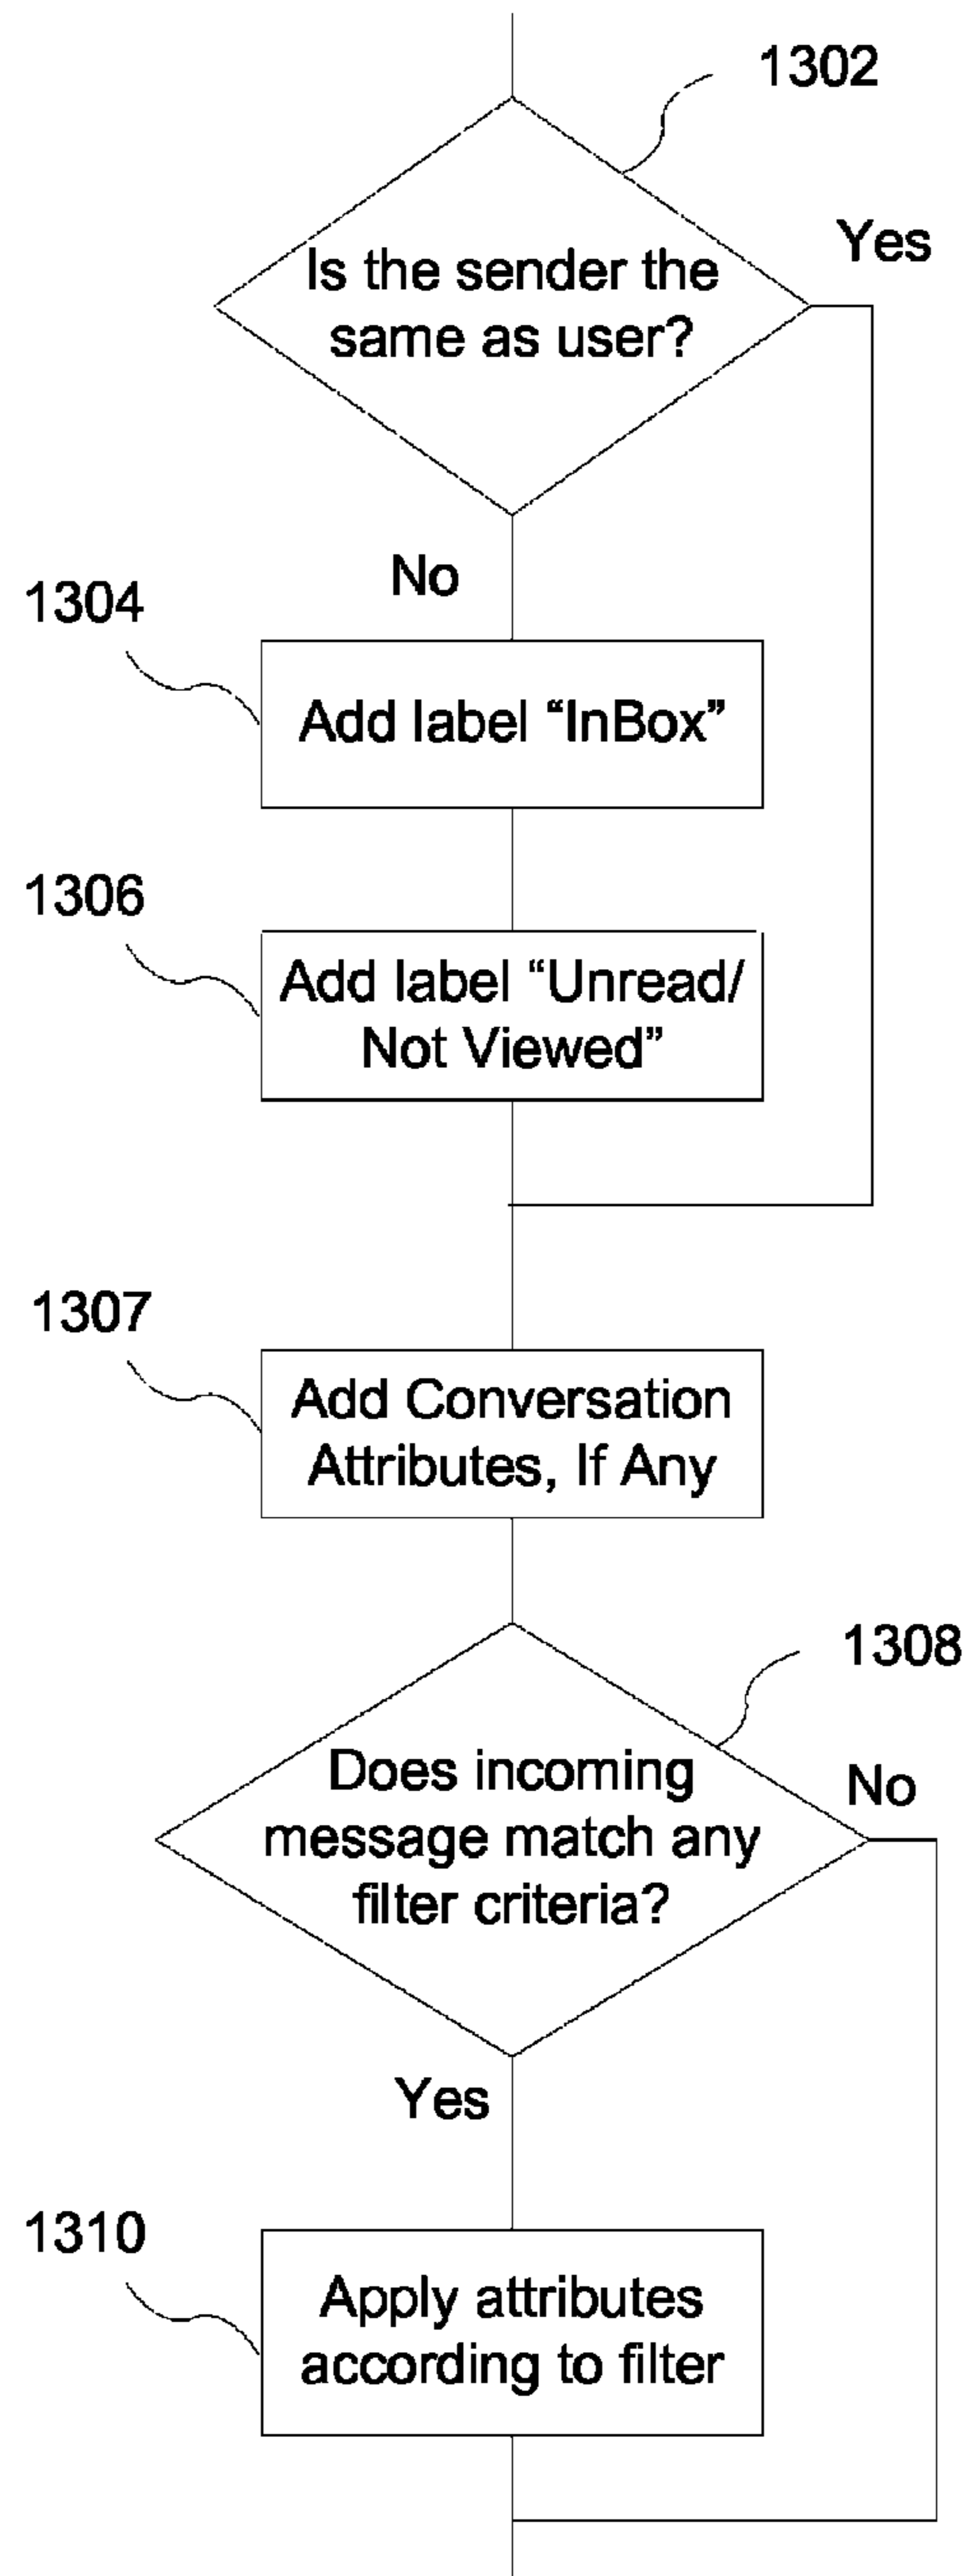 1302
Yes
Is the sender the
same as user?
No
1304
Add label “InBox”
1306
Add label “Unread/
Not Viewed”
1307
Add Conversation
Attributes, If Any
1308
No
Does incoming
message match any
filter criteria?
Yes
1310
Apply attributes
according to filter